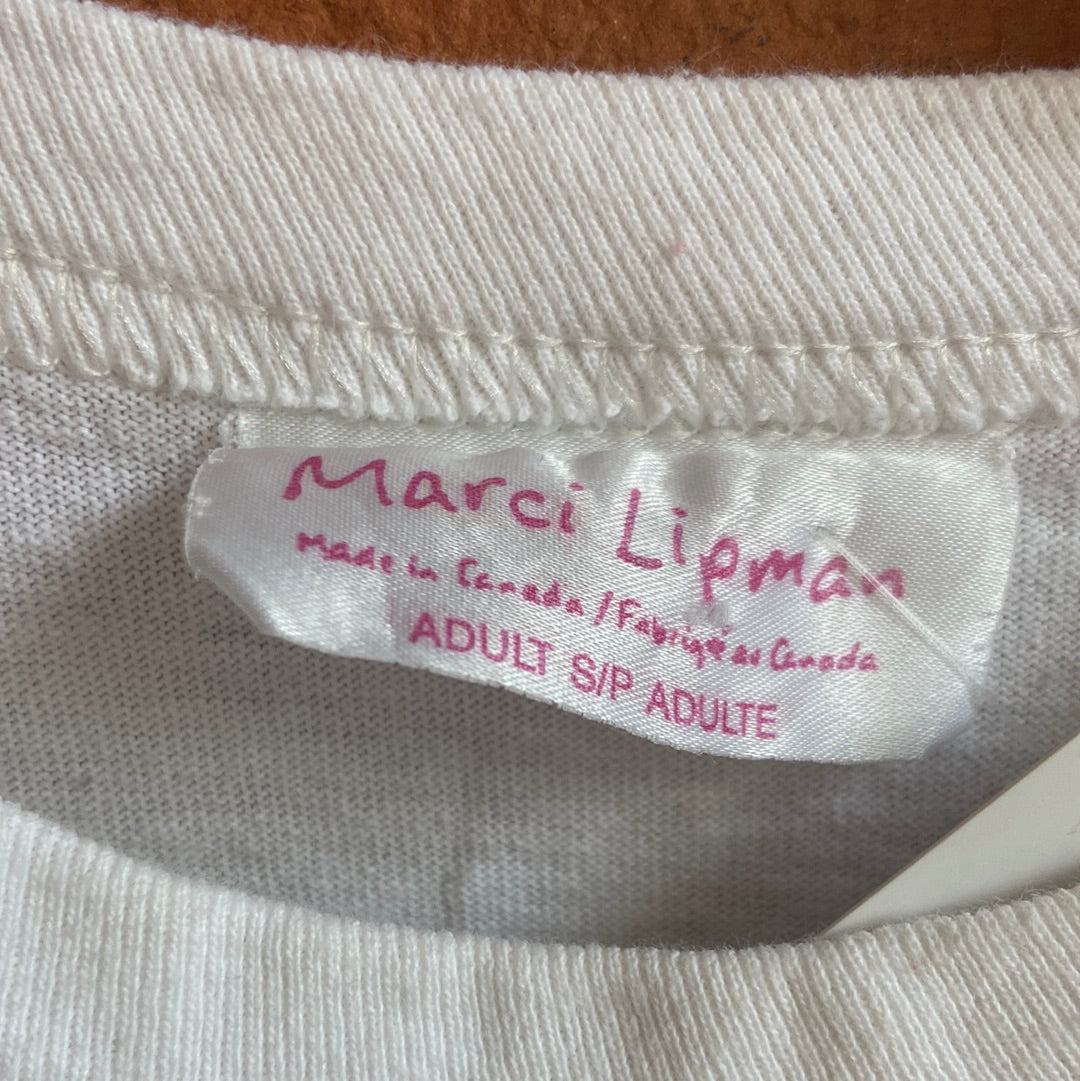 Marci Lipman
Made in Canada / Fabriqué au Canada
ADULT S/P ADULTE